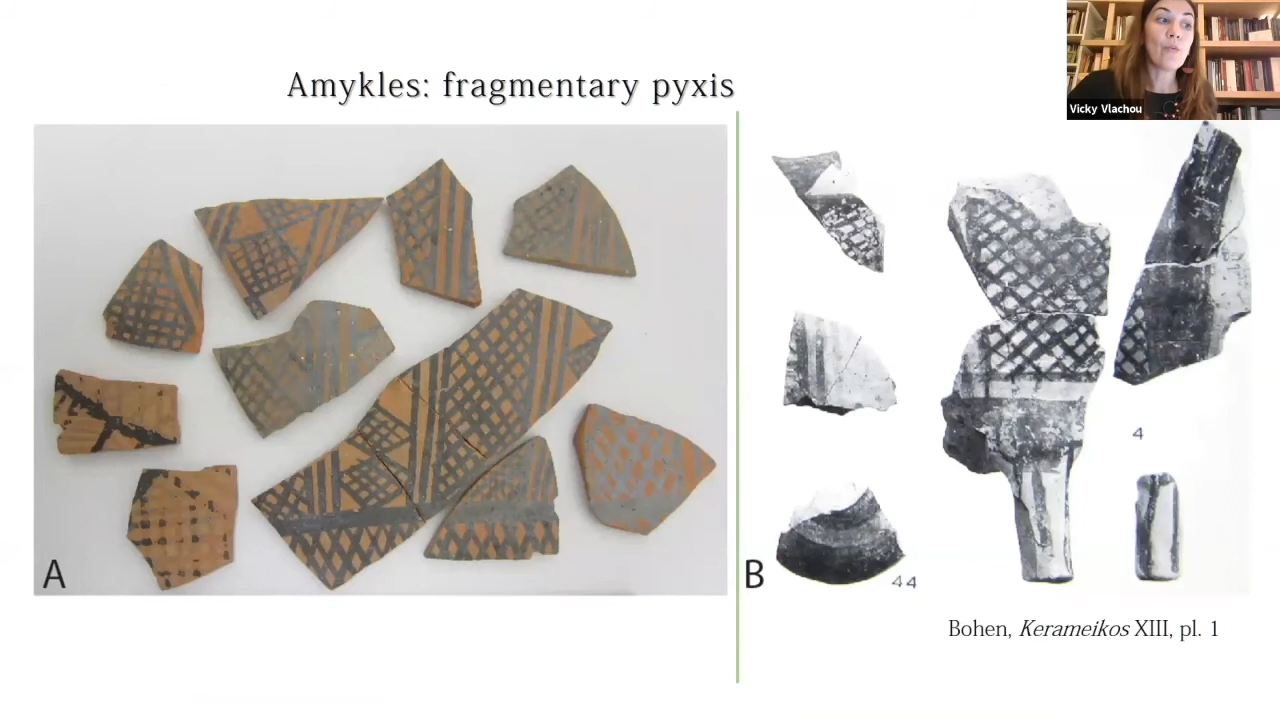 Vicky Vlachou
Amykles: fragmentary pyxis
4
A
B
44
Bohen, Kerameikos XIII, pl. 1